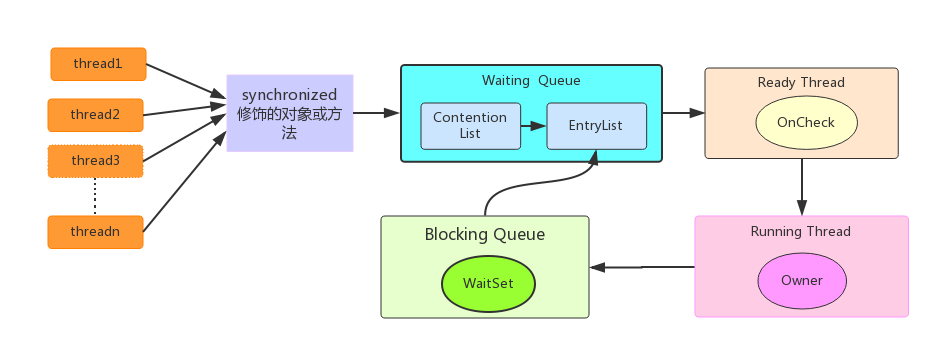 thread1
thread2
thread3
threadn
synchronized
修饰的对象或方
法
Waiting Queue
Contention
List
EntryList
Ready Thread
OnCheck
Blocking Queue
WaitSet
Running Thread
Owner